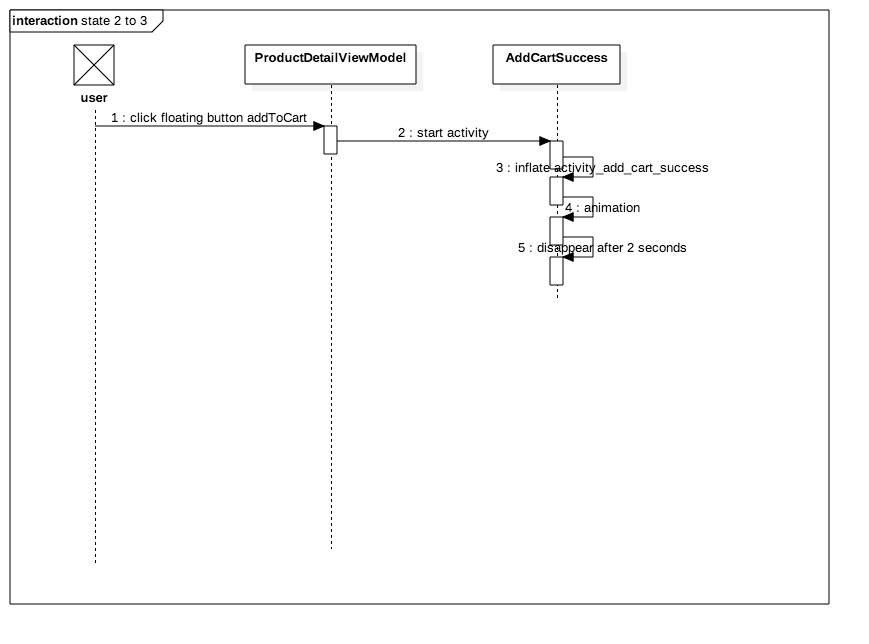 interaction state 2 to 3
user
ProductDetailViewModel
AddCartSuccess
1 : click floating button addToCart
2 : start activity
3 : inflate activity_add_cart_success
4 : animation
5 : disappear after 2 seconds